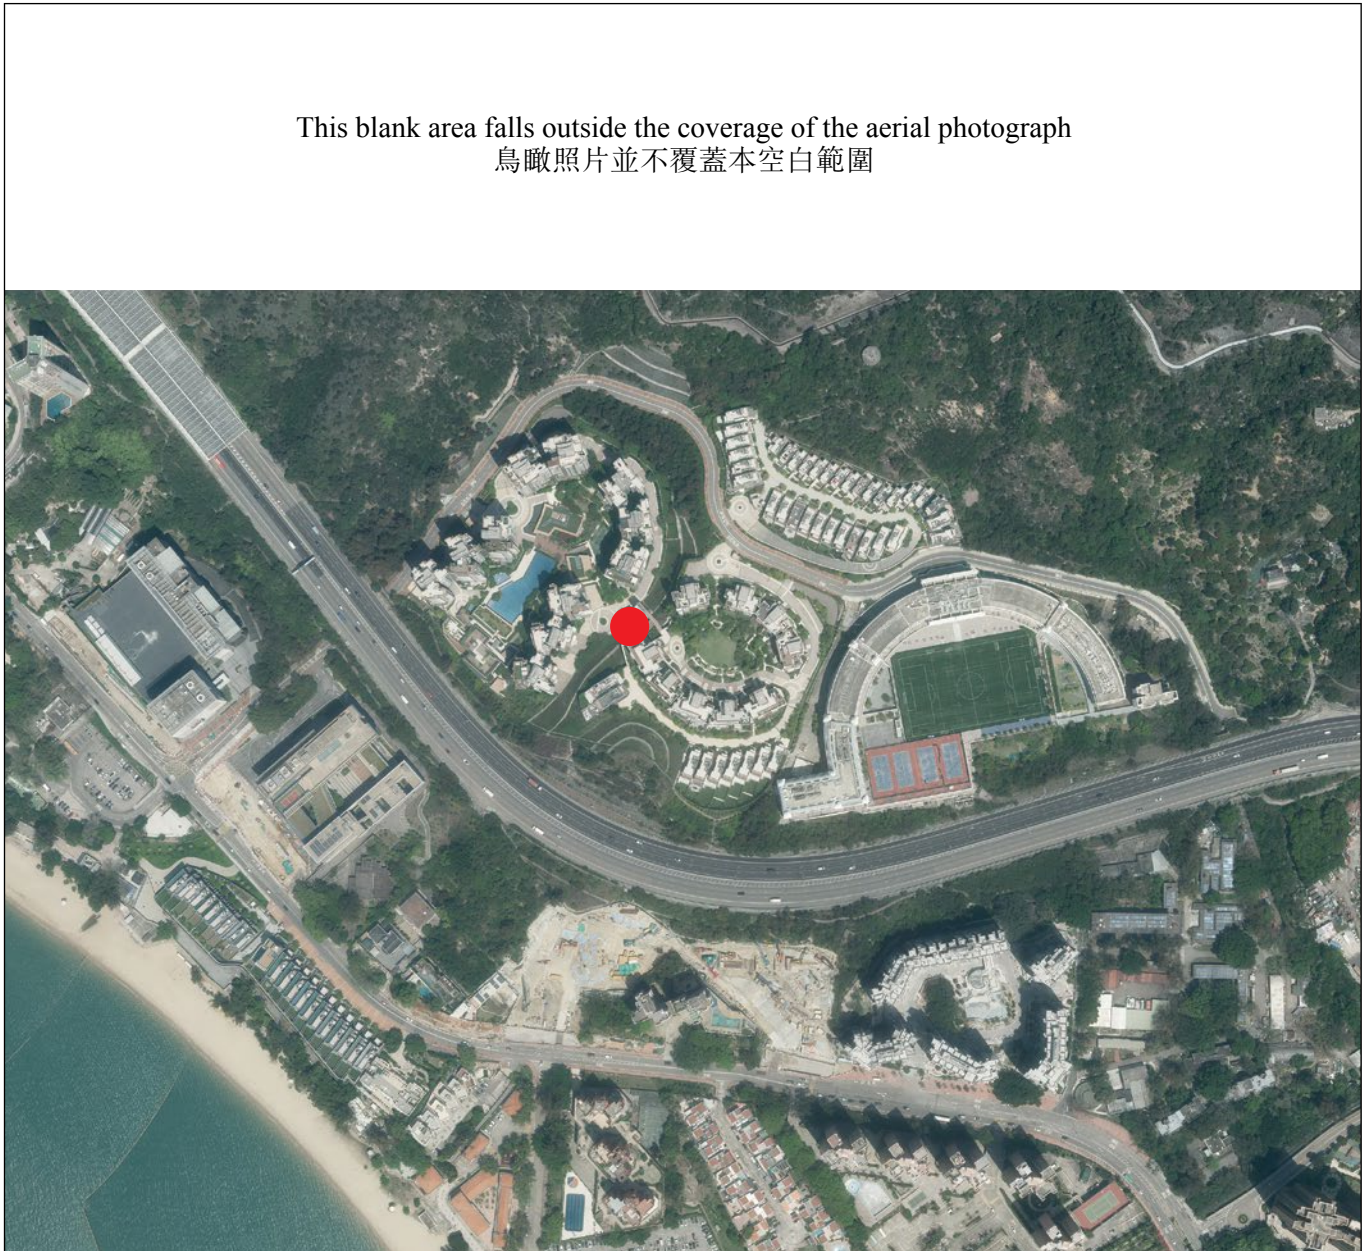 This blank area falls outside the coverage of the aerial photograph
鳥瞰照片並不覆蓋本空白範圍